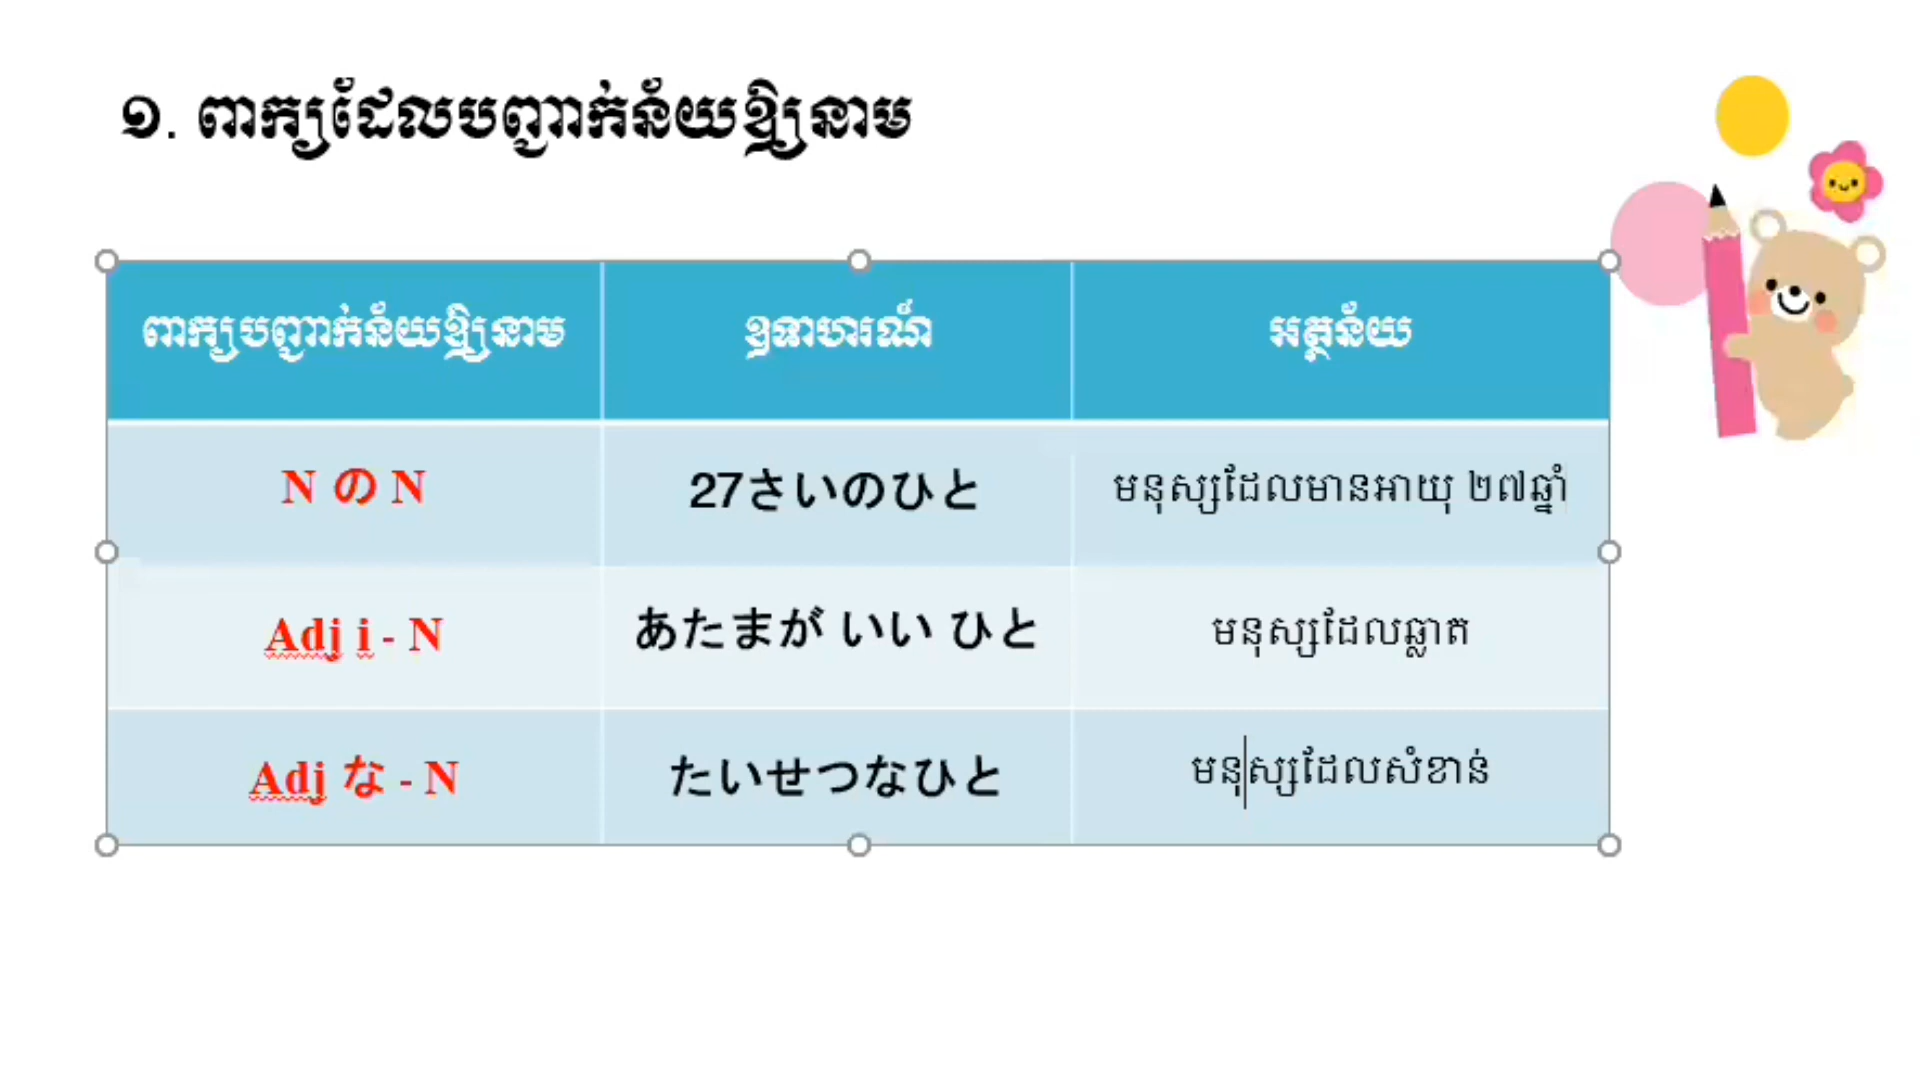 ១. ពាក្យដែលបញ្ជាក់ន័យឱ្យនាម
ពាក្យបញ្ជាក់ន័យឱ្យនាម ឧទាហរណ៍ អត្ថន័យ
N の N 27さいのひと មនុស្សដែលមានអាយុ ២៧ឆ្នាំ
Adj i - N あたまが いい ひと មនុស្សដែលឆ្លាត
Adj な - N たいせつなひと មនុស្សដែលសំខាន់